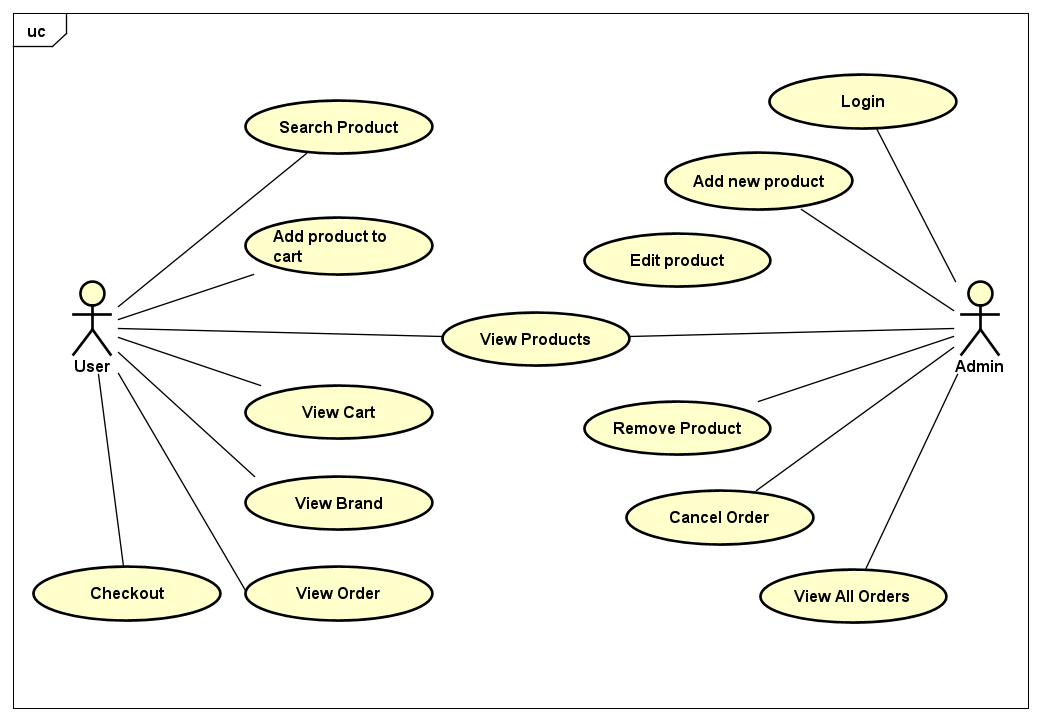 uc
Login
Search Product
Add new product
Add product to
cart
Edit product
View Products
User
Admin
View Cart
Remove Product
View Brand
Cancel Order
Checkout
View Order
View All Orders